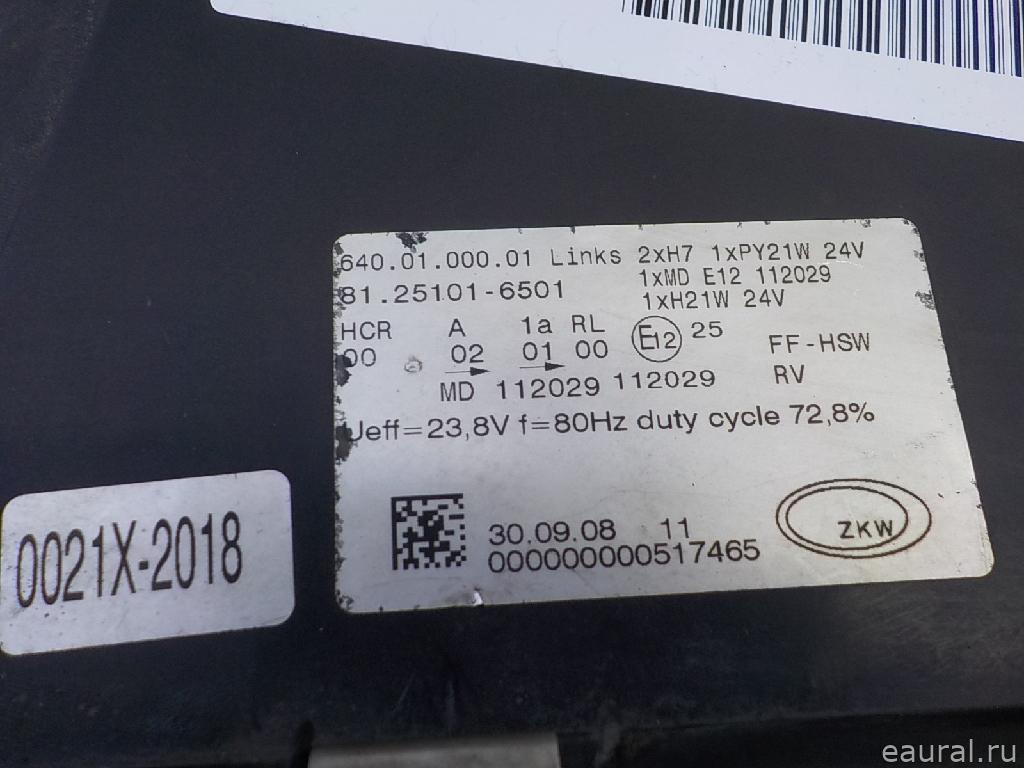 640.01.000.01 Links 2xH7 1xPY21W 24V
81.25101-6501 1xMD E12 112029
1xH21W 24V
HCR A 1a RL E12 25
00 02 01 00 FF-HSW
MD 112029 112029 RV
Ueff=23,8V f=80Hz duty cycle 72,8%
30.09.08 11
000000000517465
ZKW
0021X-2018
eaural.ru